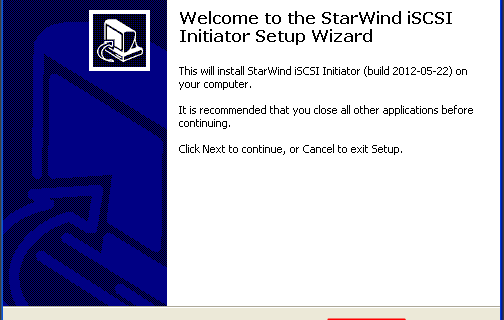 Welcome to the StarWind iSCSI
Initiator Setup Wizard
This will install StarWind iSCSI Initiator (build 2012-05-22) on
your computer.
It is recommended that you close all other applications before
continuing.
Click Next to continue, or Cancel to exit Setup.